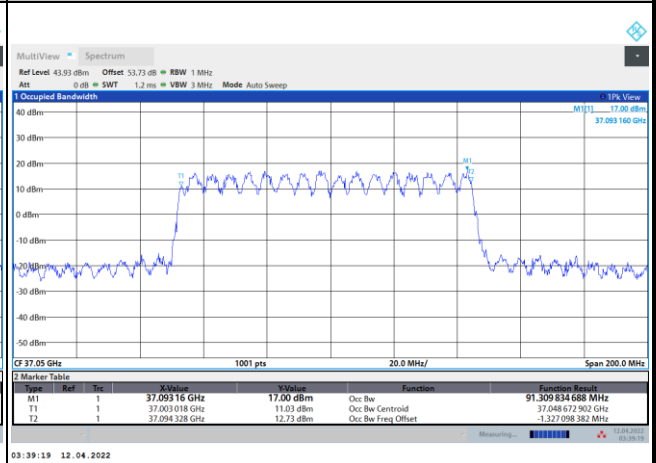 MultiView Spectrum
Ref Level 43.93 dBm Offset 53.73 dB RBW 1 MHz
Att 0 dB SWT 1.2 ms VBW 3 MHz Mode Auto Sweep
1 Occupied Bandwidth 1Pk View
M1[1] 17.00 dBm
37.093 160 GHz
40 dBm
30 dBm
20 dBm
10 dBm
0 dBm
-10 dBm
-20 dBm
-30 dBm
-40 dBm
-50 dBm
M1
T1
T2
CF 37.05 GHz 1001 pts 20.0 MHz/ Span 200.0 MHz
2 Marker Table
Type Ref Trc X-Value Y-Value Function Function Result
M1 1 37.093 16 GHz 17.00 dBm Occ Bw 91.309 834 688 MHz
T1 1 37.003 018 GHz 11.03 dBm Occ Bw Centroid 37.048 672 902 GHz
T2 1 37.094 328 GHz 12.73 dBm Occ Bw Freq Offset -1.327 098 382 MHz
Measuring... 12.04.2022
03:39:19
03:39:19 12.04.2022